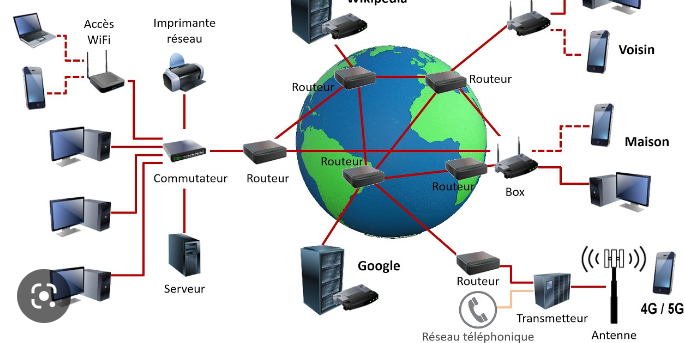 Wikipedia
Accès
WiFi
Imprimante
réseau
Voisin
Routeur
Routeur
Maison
Routeur
Commutateur
Routeur
Routeur
Box
Google
Serveur
Routeur
4G / 5G
Transmetteur
Réseau téléphonique
Antenne